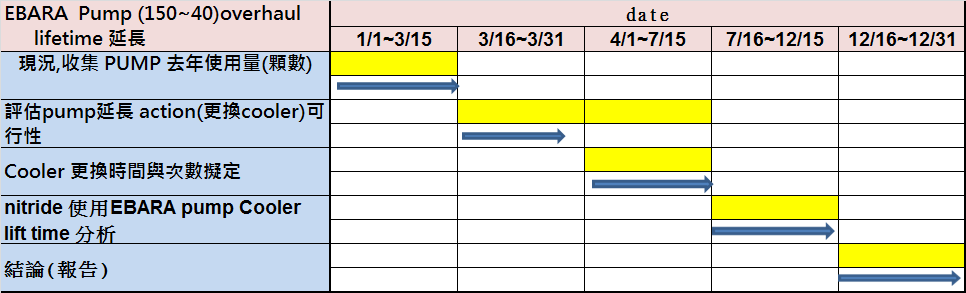 EBARA Pump (150~40)overhaul
lifetime 延長
date
1/1~3/15
3/16~3/31
4/1~7/15
7/16~12/15
12/16~12/31
現況,收集 PUMP 去年使用量(顆數)
評估pump延長 action(更換cooler)可
行性
Cooler 更換時間與次數擬定
nitride 使用EBARA pump Cooler
lift time 分析
結論(報告)